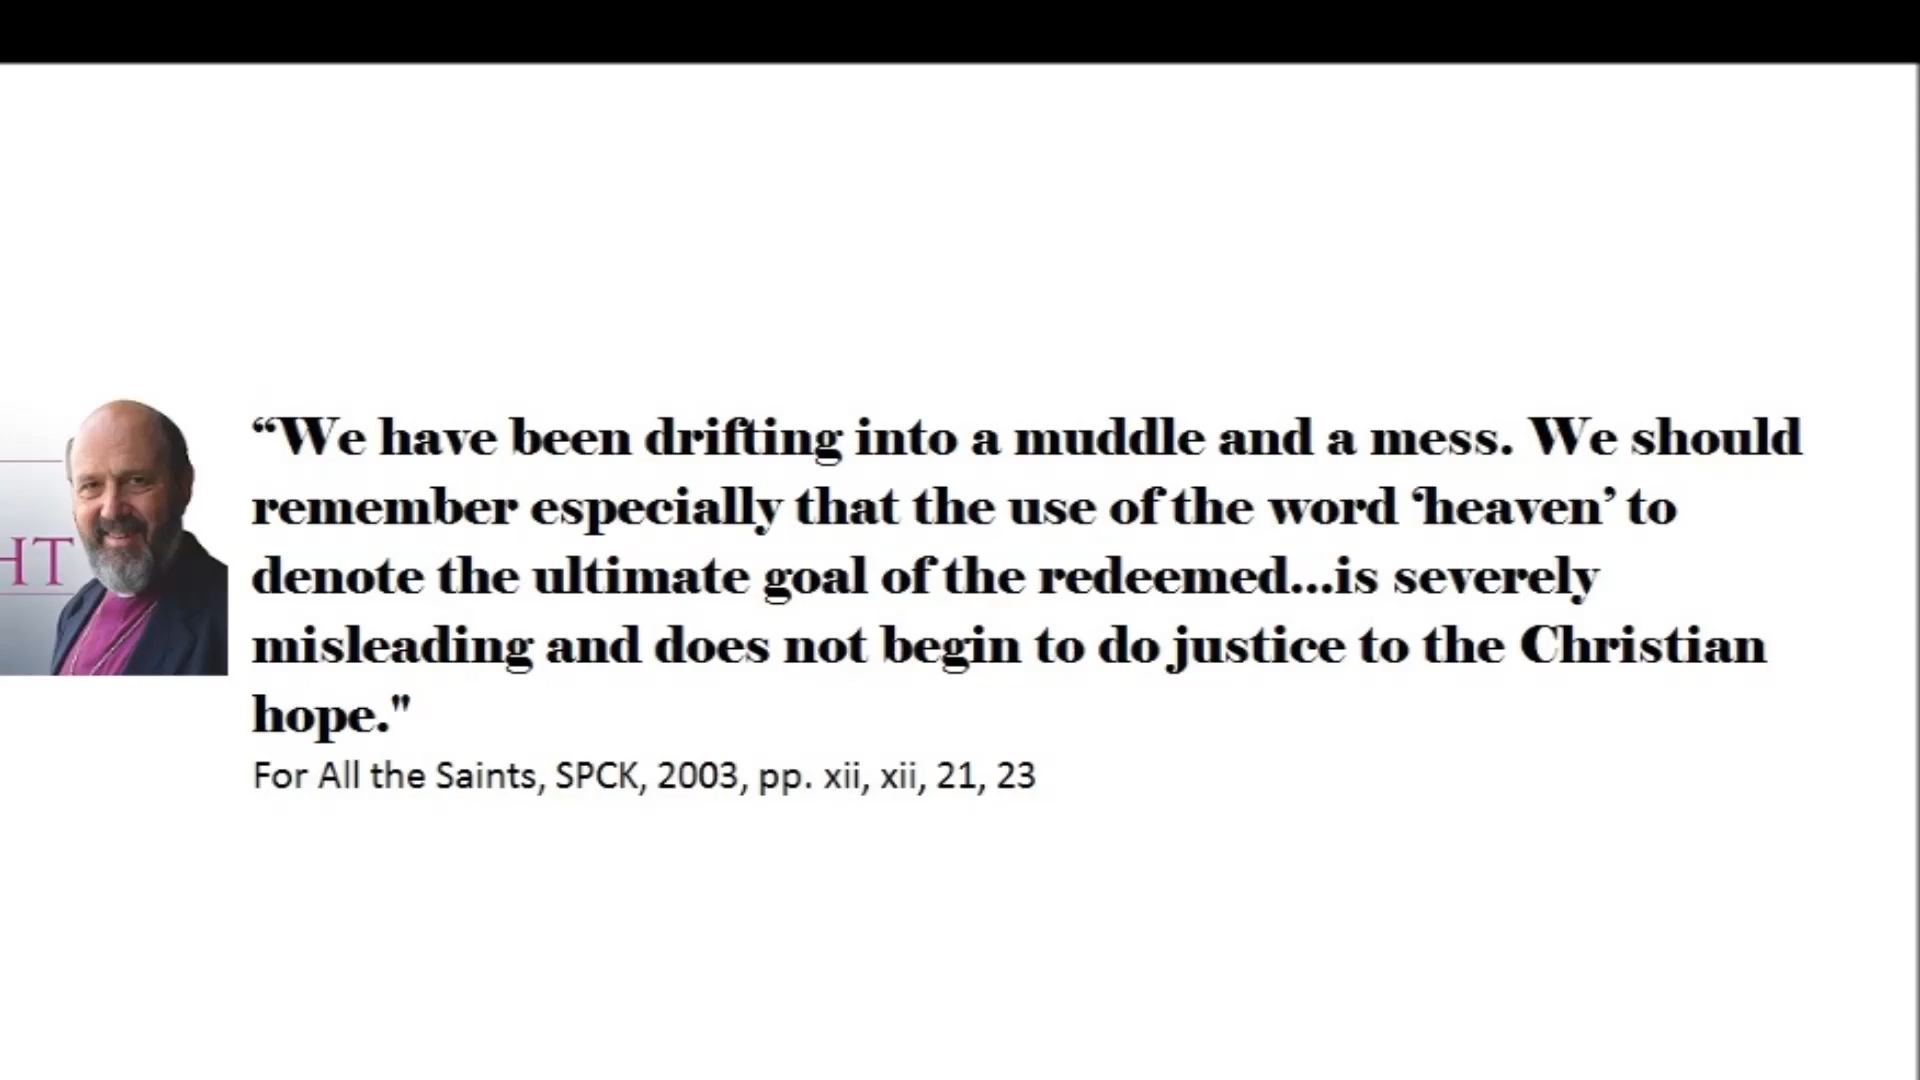 HT
“We have been drifting into a muddle and a mess. We should
remember especially that the use of the word ‘heaven’ to
denote the ultimate goal of the redeemed...is severely
misleading and does not begin to do justice to the Christian
hope."
For All the Saints, SPCK, 2003, pp. xii, xii, 21, 23